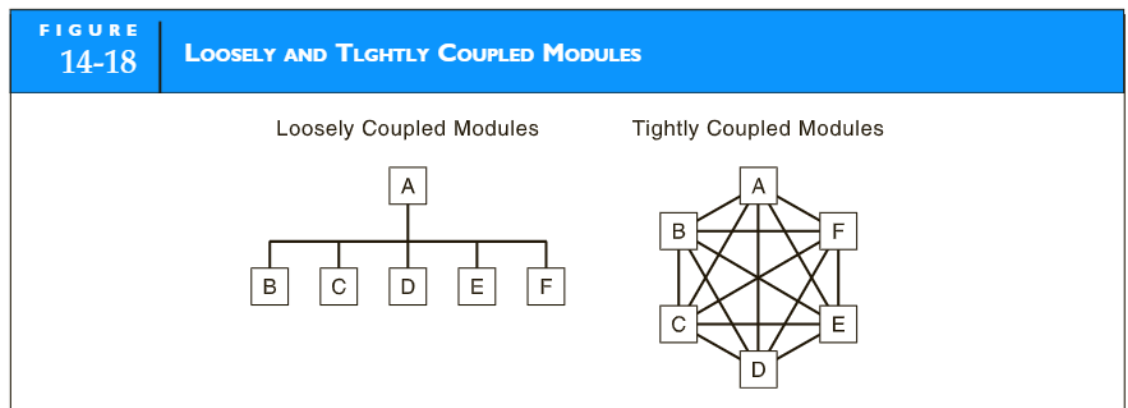 FIGURE
14-18
LOOSELY AND TLGHTLY COUPLED MODULES
Loosely Coupled Modules
Tightly Coupled Modules
A
B C D E F
A
B F
C E
D